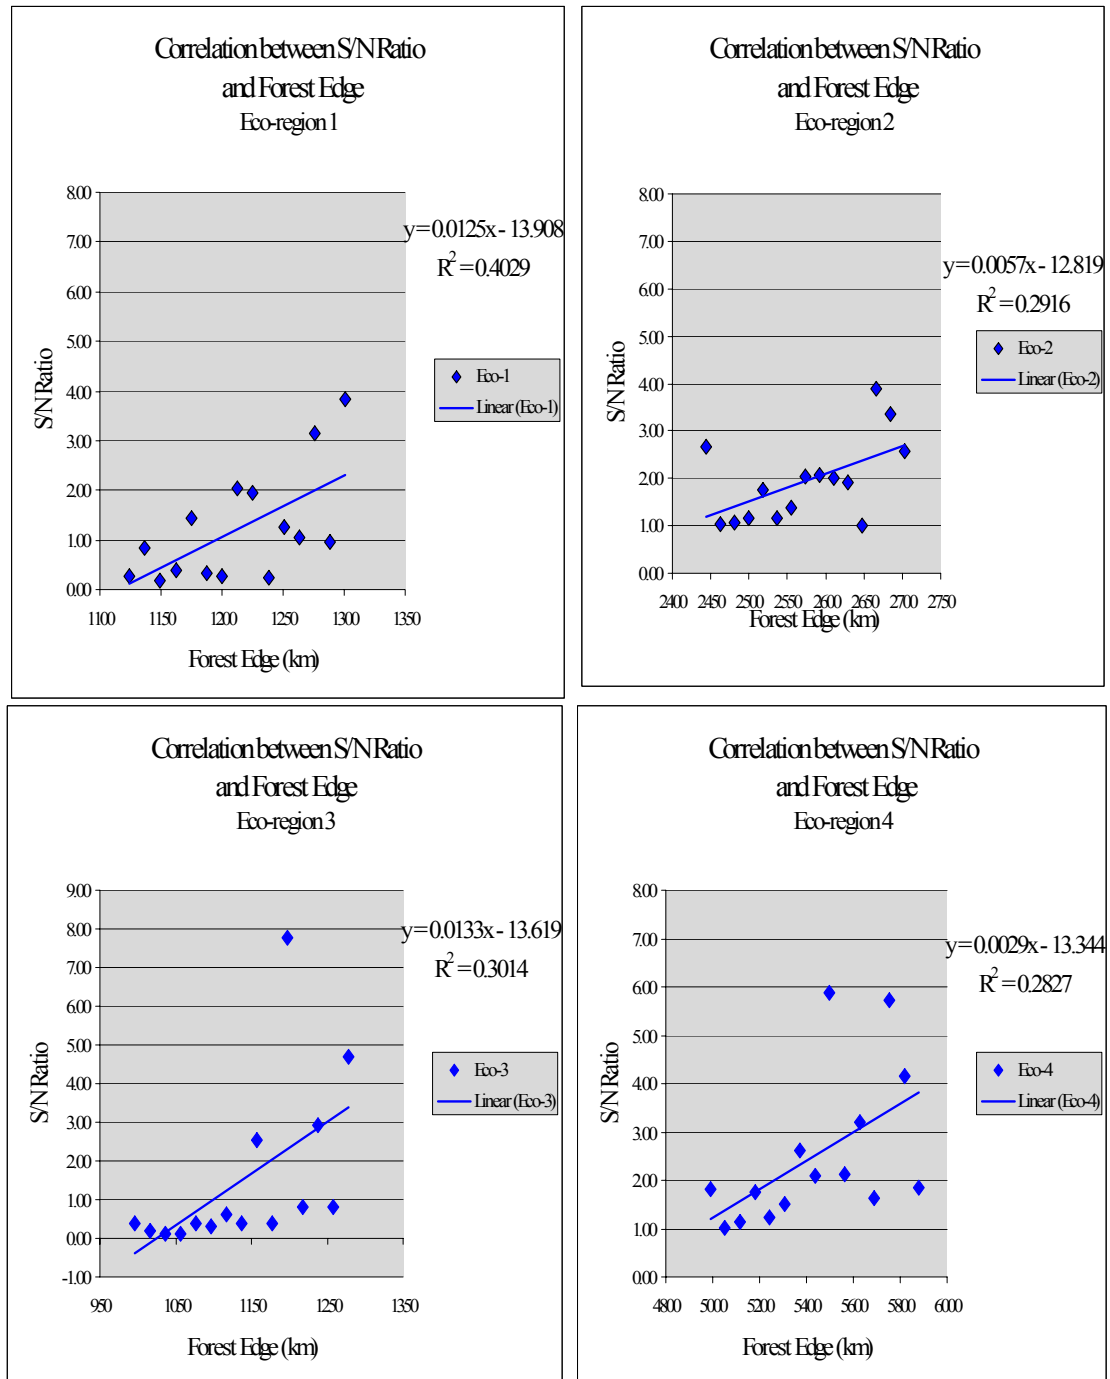 Correlation between S/N Ratio
and Forest Edge
Eco-region 1
8.00
7.00
6.00
5.00
4.00
3.00
2.00
1.00
0.00
S/N Ratio
1100 1150 1200 1250 1300 1350
Forest Edge (km)
y = 0.0125x - 13.908
R² = 0.4029
Eco-1
Linear (Eco-1)
Correlation between S/N Ratio
and Forest Edge
Eco-region 2
8.00
7.00
6.00
5.00
4.00
3.00
2.00
1.00
0.00
S/N Ratio
2400 2450 2500 2550 2600 2650 2700 2750
Forest Edge (km)
y = 0.0057x - 12.819
R² = 0.2916
Eco-2
Linear (Eco-2)
Correlation between S/N Ratio
and Forest Edge
Eco-region 3
9.00
8.00
7.00
6.00
5.00
4.00
3.00
2.00
1.00
0.00
-1.00
S/N Ratio
950 1050 1150 1250 1350
Forest Edge (km)
y = 0.0133x - 13.619
R² = 0.3014
Eco-3
Linear (Eco-3)
Correlation between S/N Ratio
and Forest Edge
Eco-region 4
8.00
7.00
6.00
5.00
4.00
3.00
2.00
1.00
0.00
S/N Ratio
4800 5000 5200 5400 5600 5800 6000
Forest Edge (km)
y = 0.0029x - 13.344
R² = 0.2827
Eco-4
Linear (Eco-4)